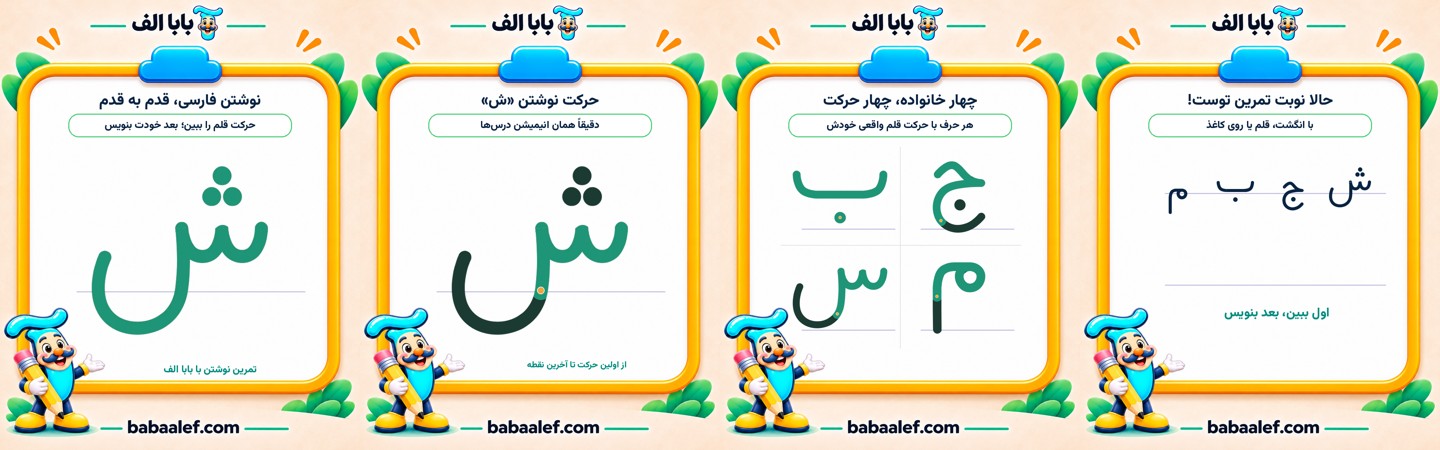 بابا الف
نوشتن فارسی، قدم به قدم
حرکت قلم را ببین؛ بعد خودت بنویس
ش
تمرین نوشتن با بابا الف
babaalef.com
بابا الف
حرکت نوشتن «ش»
دقیقاً همان انیمیشن درس‌ها
ش
از اولین حرکت تا آخرین نقطه
babaalef.com
بابا الف
چهار خانواده، چهار حرکت
هر حرف با حرکت قلم واقعی خودش
ج ب
م س
babaalef.com
بابا الف
حالا نوبت تمرین توست!
با انگشت، قلم یا روی کاغذ
ش ج ب م
اول ببین، بعد بنویس
babaalef.com